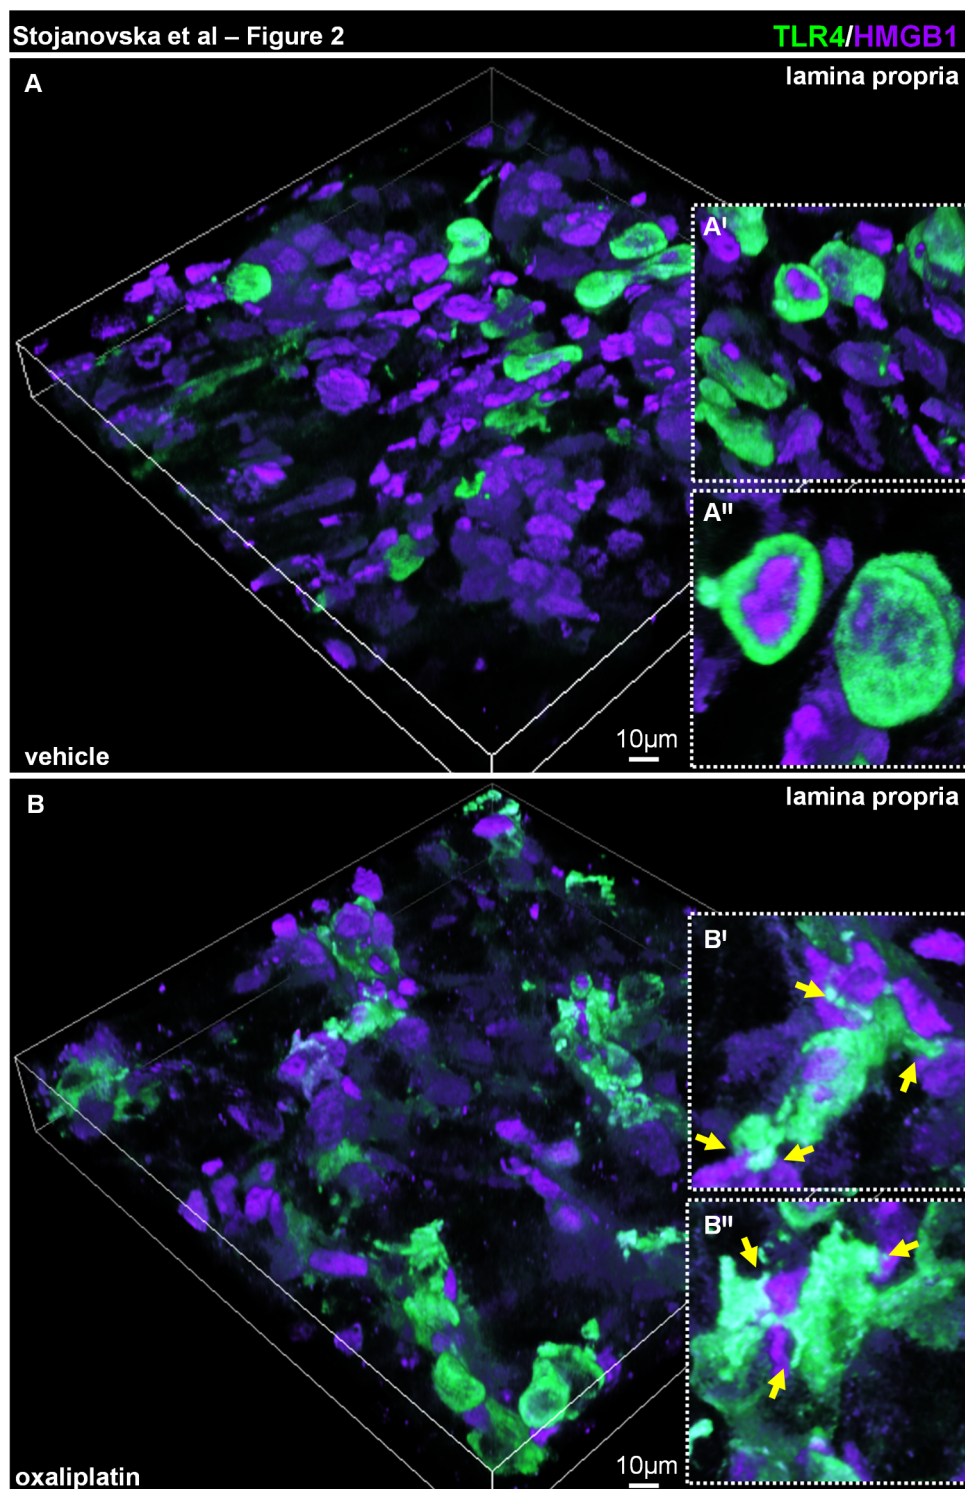 Stojanovska et al – Figure 2
TLR4/HMGB1
A
lamina propria
A'
A"
10µm
vehicle
B
lamina propria
B'
B"
10µm
oxaliplatin